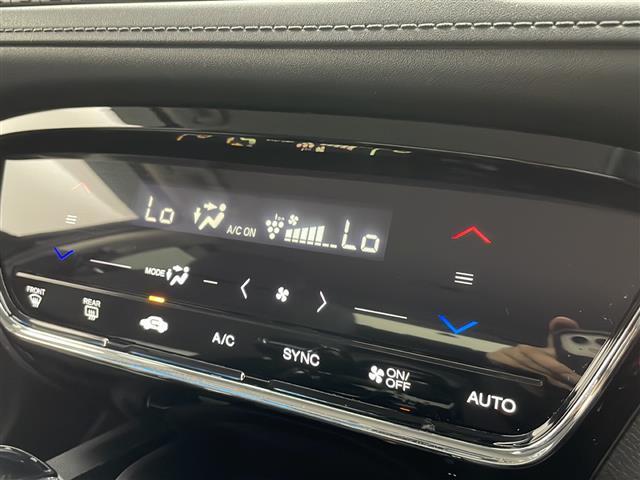 Lo A/C ON Lo
MODE
FRONT REAR A/C SYNC ON/OFF AUTO